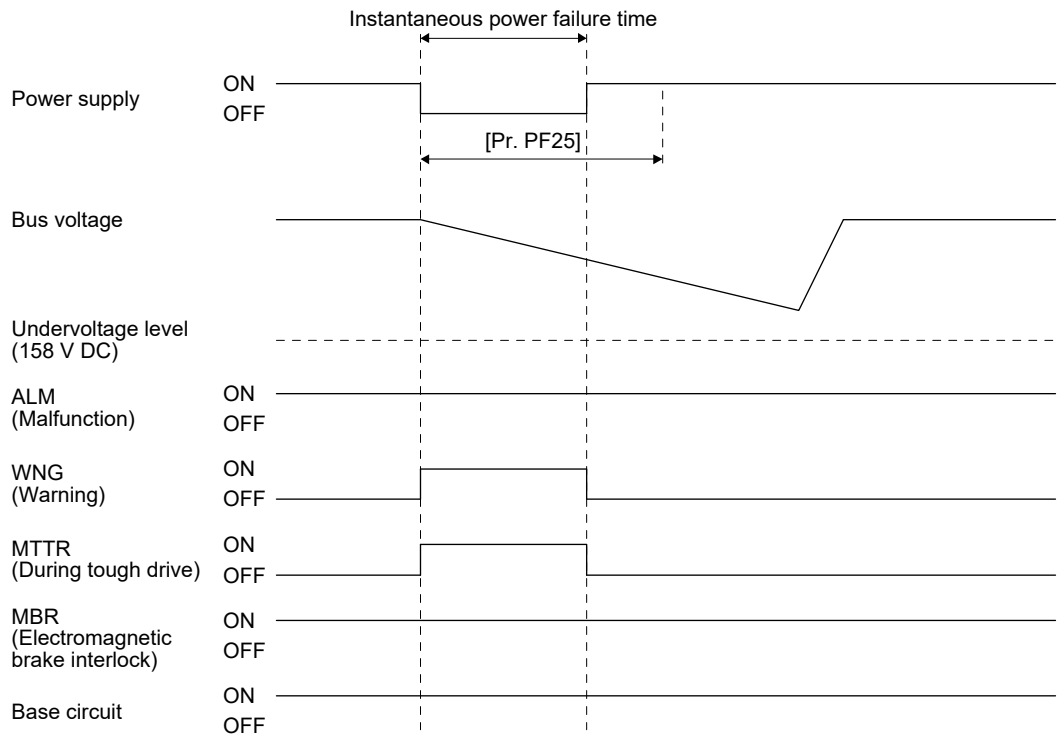 Instantaneous power failure time
Power supply
ON
OFF
[Pr. PF25]
Bus voltage
Undervoltage level
(158 V DC)
ALM
(Malfunction)
ON
OFF
WNG
(Warning)
ON
OFF
MTTR
(During tough drive)
ON
OFF
MBR
(Electromagnetic
brake interlock)
ON
OFF
Base circuit
ON
OFF